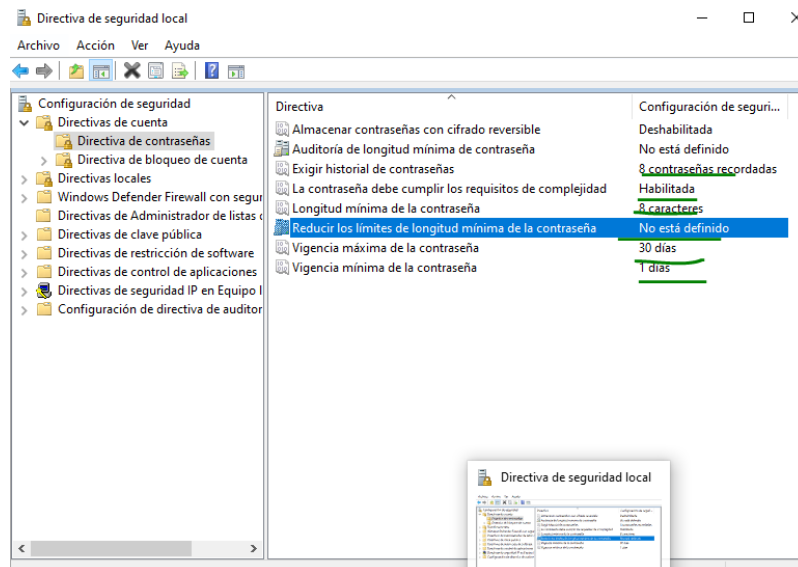 Directiva de seguridad local
Archivo Acción Ver Ayuda
Configuración de seguridad
Directivas de cuenta
Directiva de contraseñas
Directiva de bloqueo de cuenta
Directivas locales
Windows Defender Firewall con segur
Directivas de Administrador de listas c
Directivas de clave pública
Directivas de restricción de software
Directivas de control de aplicaciones
Directivas de seguridad IP en Equipo l
Configuración de directiva de auditor
Directiva Configuración de seguri...
Almacenar contraseñas con cifrado reversible Deshabilitada
Auditoría de longitud mínima de contraseña No está definido
Exigir historial de contraseñas 8 contraseñas recordadas
La contraseña debe cumplir los requisitos de complejidad Habilitada
Longitud mínima de la contraseña 8 caracteres
Reducir los límites de longitud mínima de la contraseña No está definido
Vigencia máxima de la contraseña 30 días
Vigencia mínima de la contraseña 1 días
Directiva de seguridad local